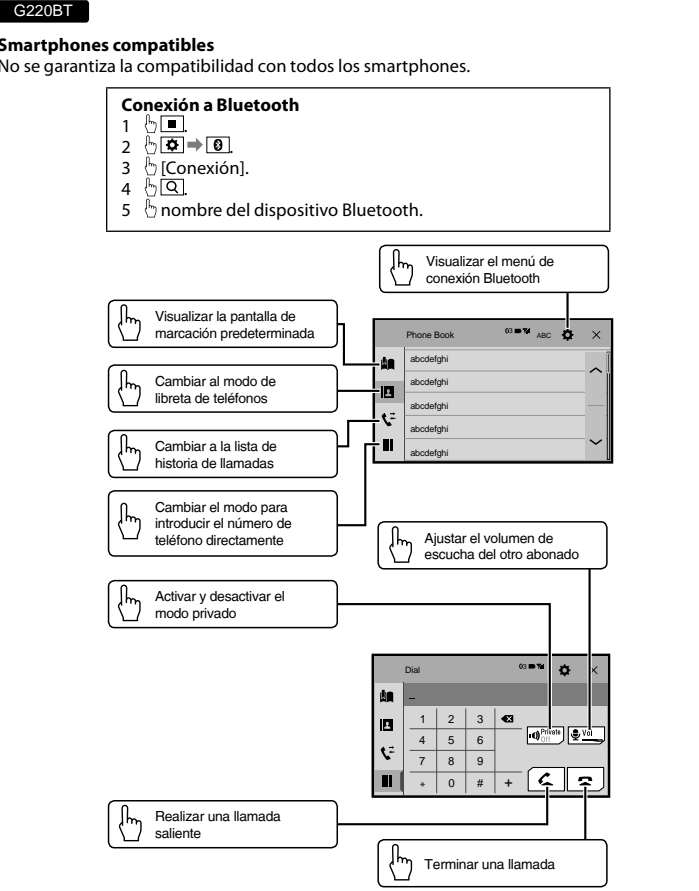 G220BT
Smartphones compatibles
No se garantiza la compatibilidad con todos los smartphones.
Conexión a Bluetooth
1
2
3 [Conexión].
4
5 nombre del dispositivo Bluetooth.
Visualizar el menú de
conexión Bluetooth
Visualizar la pantalla de
marcación predeterminada
Cambiar al modo de
libreta de teléfonos
Cambiar a la lista de
historia de llamadas
Cambiar el modo para
introducir el número de
teléfono directamente
Phone Book
ABC
abcdefghi
abcdefghi
abcdefghi
abcdefghi
abcdefghi
Ajustar el volumen de
escucha del otro abonado
Activar y desactivar el
modo privado
Dial
–
1 2 3
4 5 6
7 8 9
* 0 # +
Private
Off
Vol
Realizar una llamada
saliente
Terminar una llamada